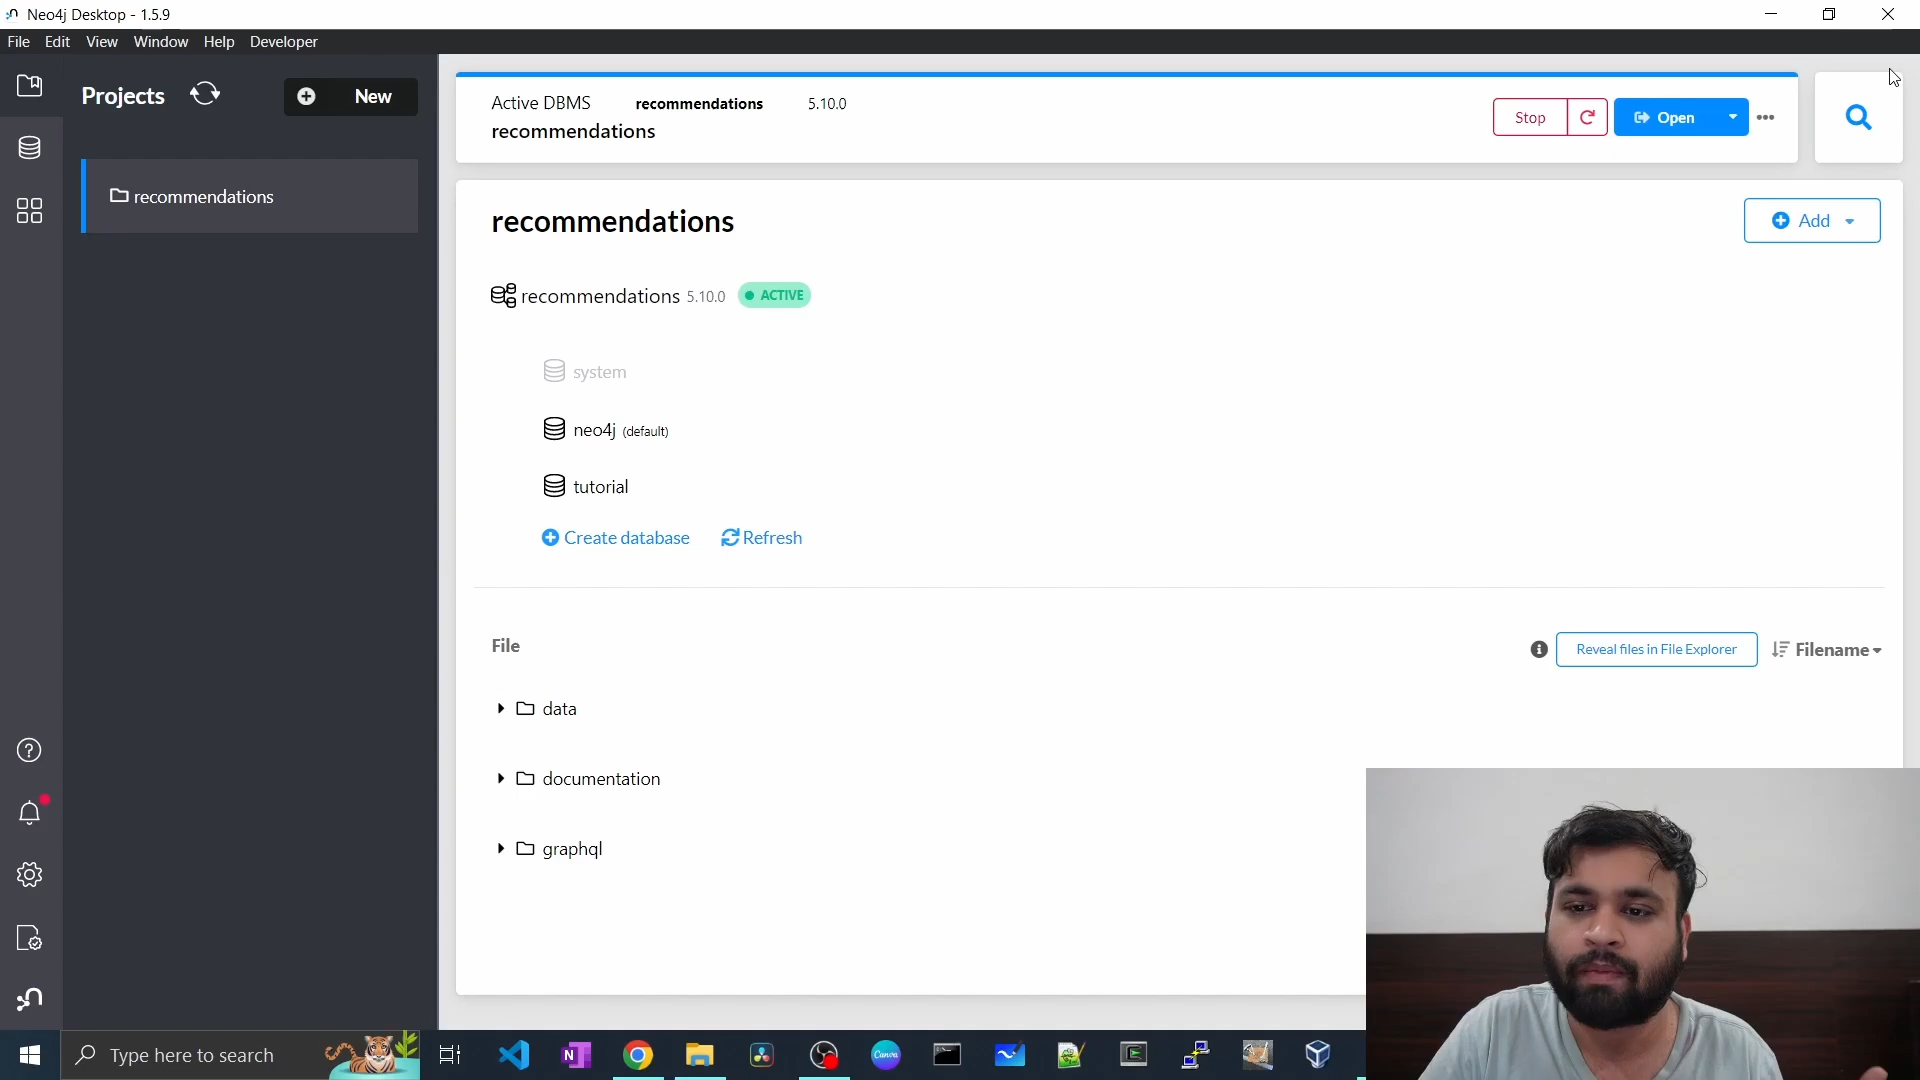 Neo4j Desktop - 1.5.9
File Edit View Window Help Developer
Projects
New
recommendations
Active DBMS recommendations 5.10.0
recommendations
Stop
Open
recommendations
Add
recommendations 5.10.0 ACTIVE
system
neo4j (default)
tutorial
Create database Refresh
File
Reveal files in File Explorer
Filename
data
documentation
graphql
Type here to search
N
Canva